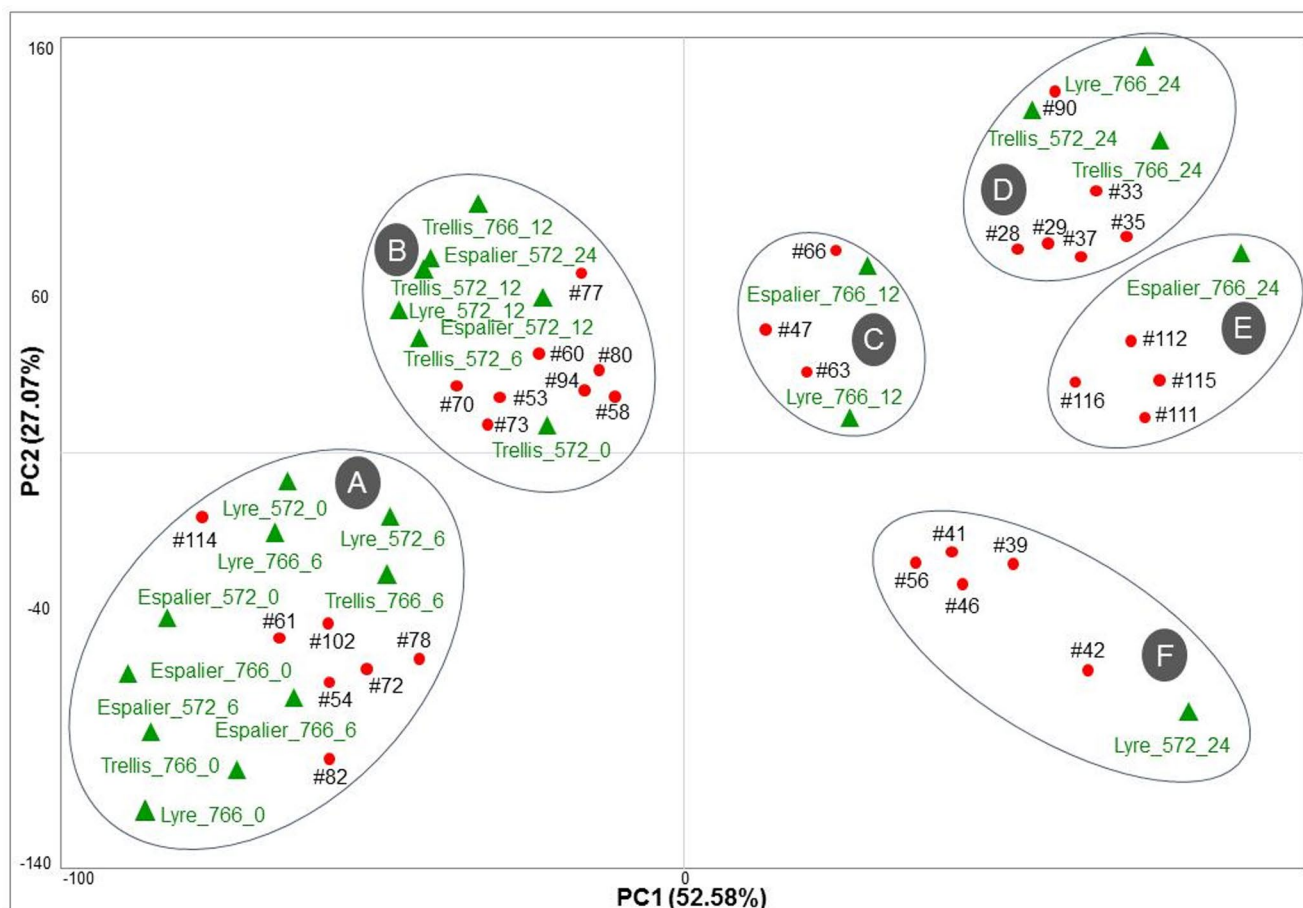 160
Lyre_766_24
#90
Trellis_572_24
Trellis_766_24
D
#33
#28
#29
#37
#35
B
Trellis_766_12
Espalier_572_24
#77
Trellis_572_12
Lyre_572_12
Espalier_572_12
Trellis_572_6
#60
#80
#94
#70
#53
#58
#73
Trellis_572_0
#66
Espalier_766_12
#47
C
#63
Lyre_766_12
Espalier_766_24
E
#112
#115
#116
#111
60
PC2 (27.07%)
A
Lyre_572_0
#114
Lyre_572_6
Lyre_766_6
Espalier_572_0
Trellis_766_6
#61
#102
#78
Espalier_766_0
#72
#54
Espalier_572_6
Espalier_766_6
Trellis_766_0
#82
Lyre_766_0
#41
#39
#56
#46
#42
F
Lyre_572_24
-40
-140
-100
0
PC1 (52.58%)